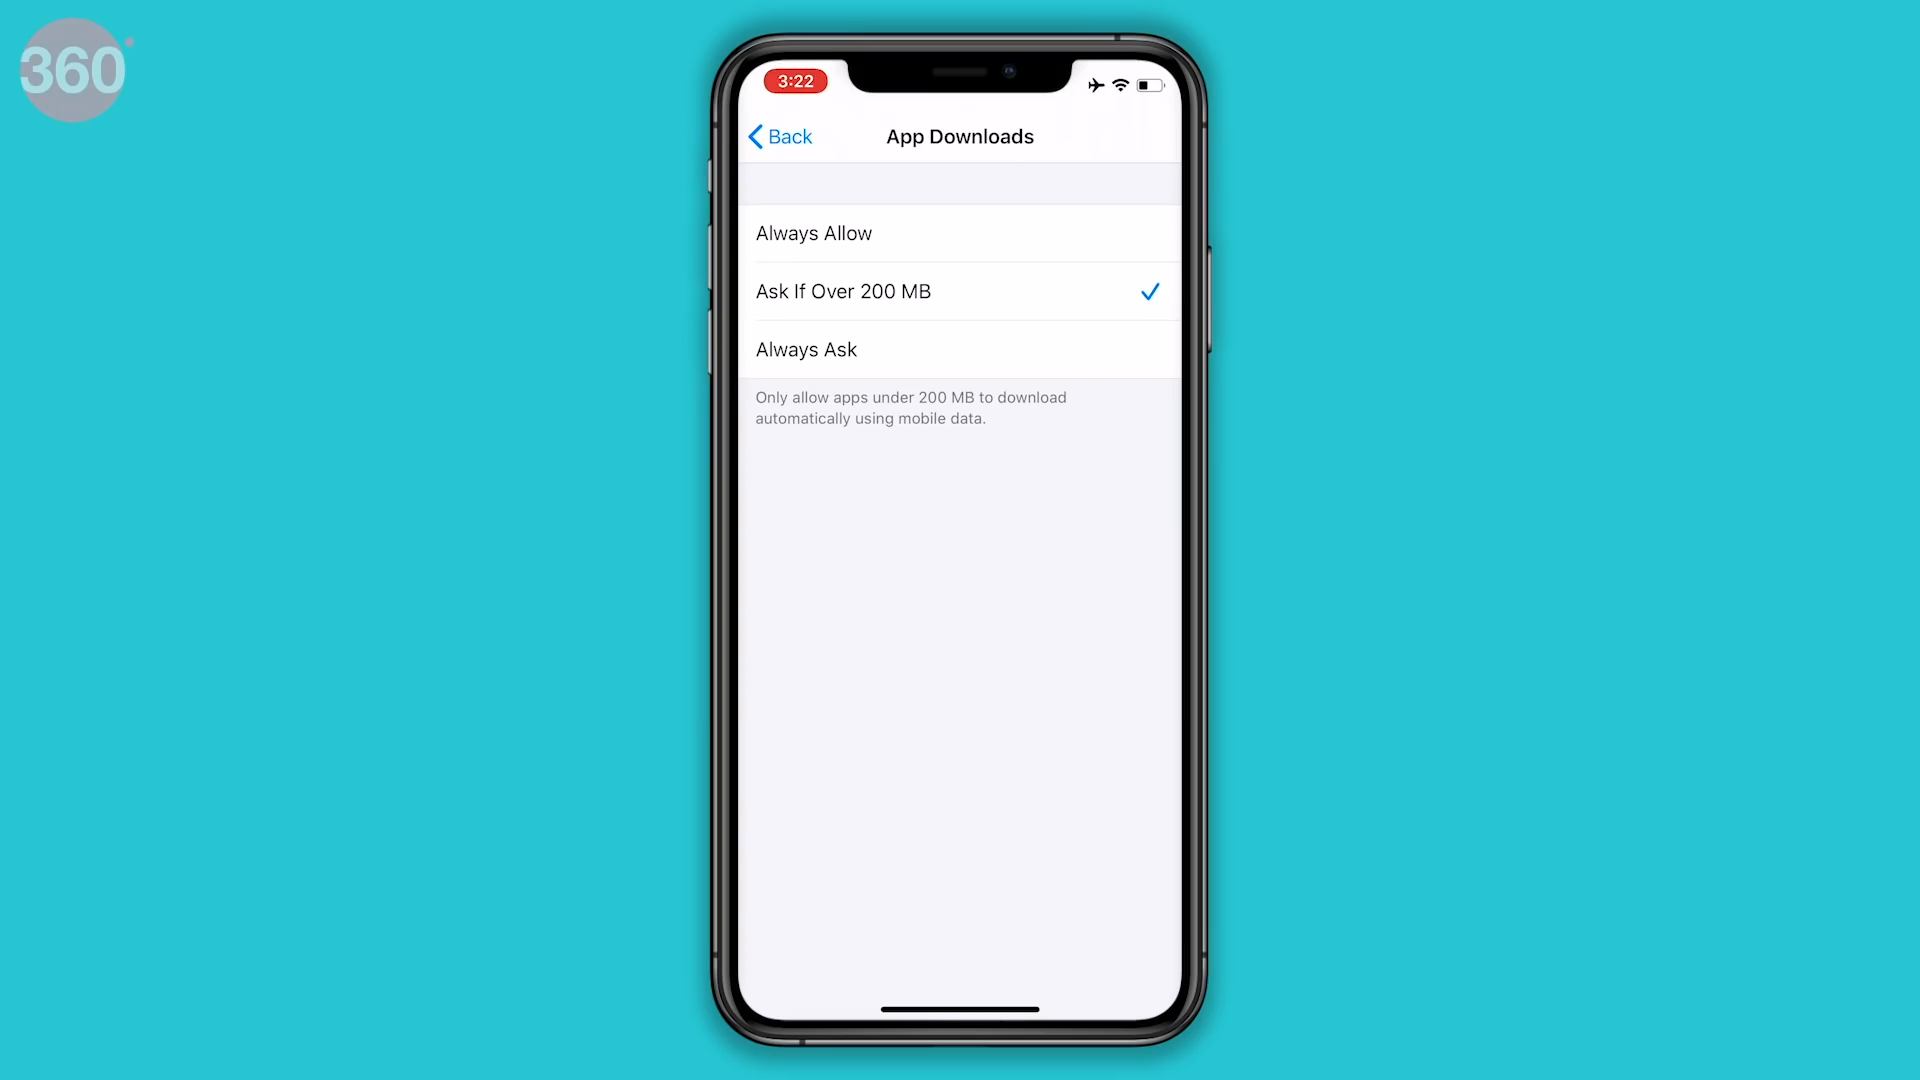 360
3:22
Back
App Downloads
Always Allow
Ask If Over 200 MB
Always Ask
Only allow apps under 200 MB to download
automatically using mobile data.